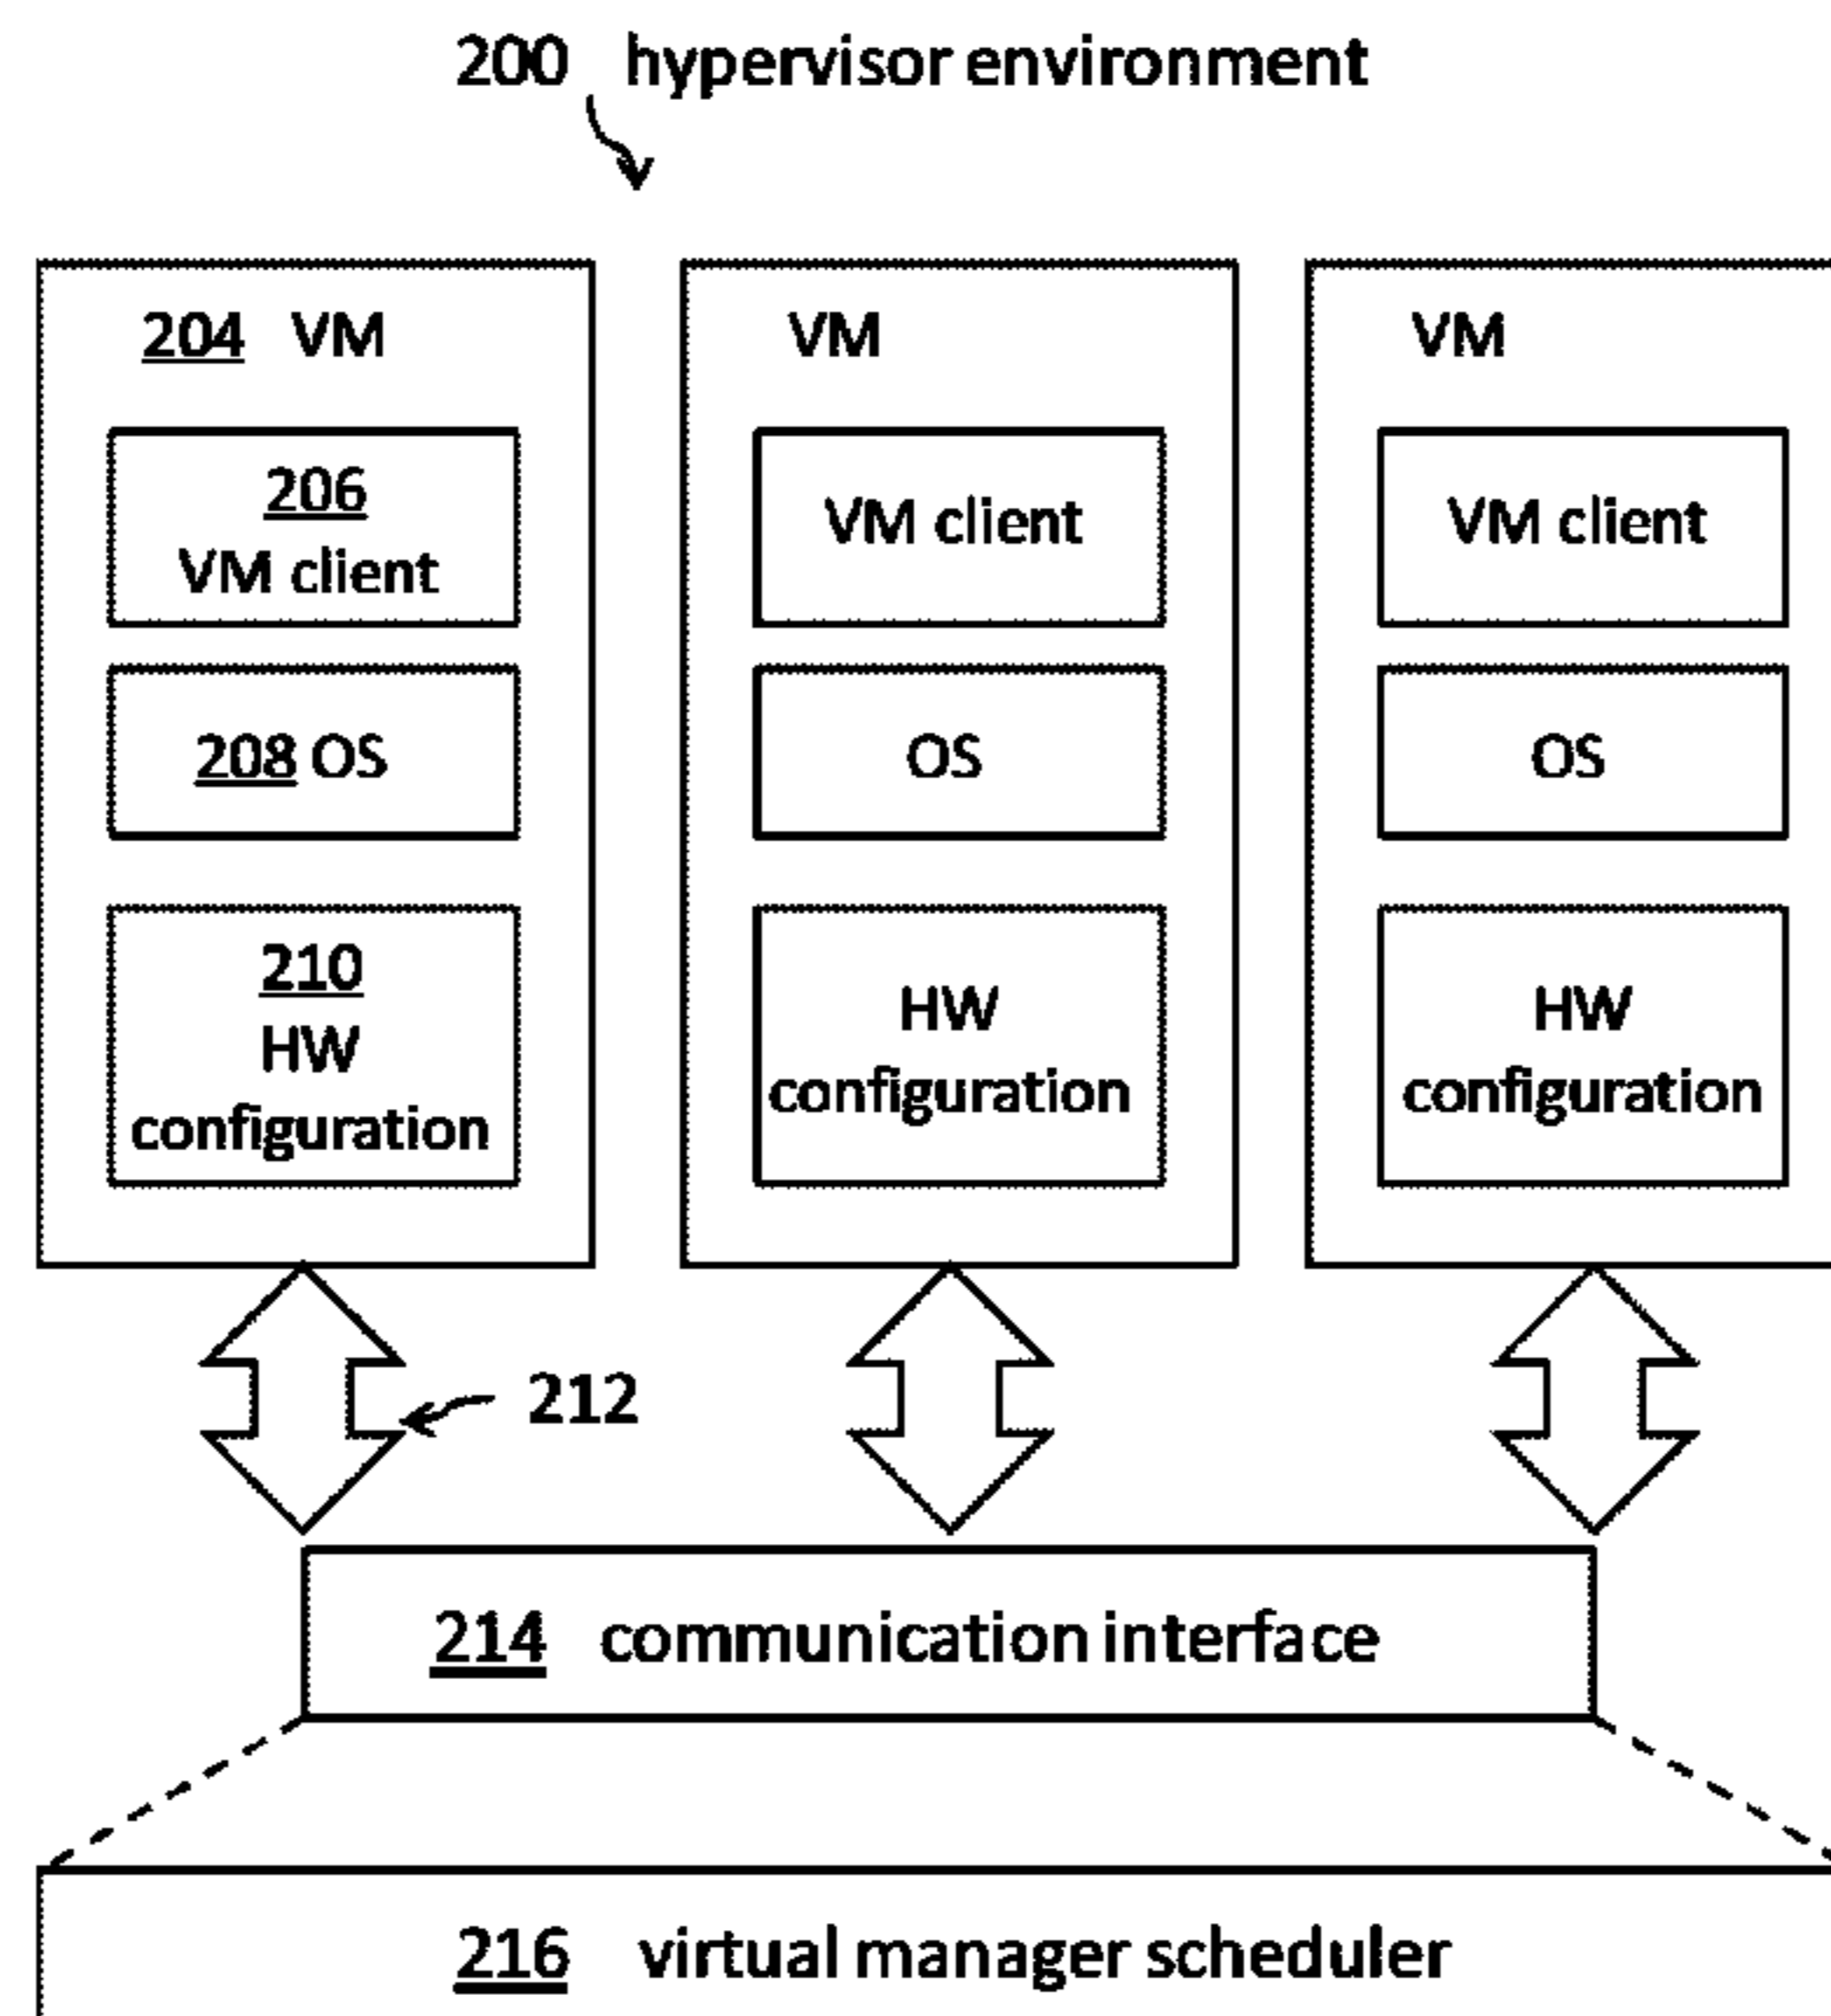 200 hypervisor environment
204 VM
206
VM client
208 OS
210
HW
configuration
VM
VM client
OS
HW
configuration
VM
VM client
OS
HW
configuration
212
214 communication interface
216 virtual manager scheduler